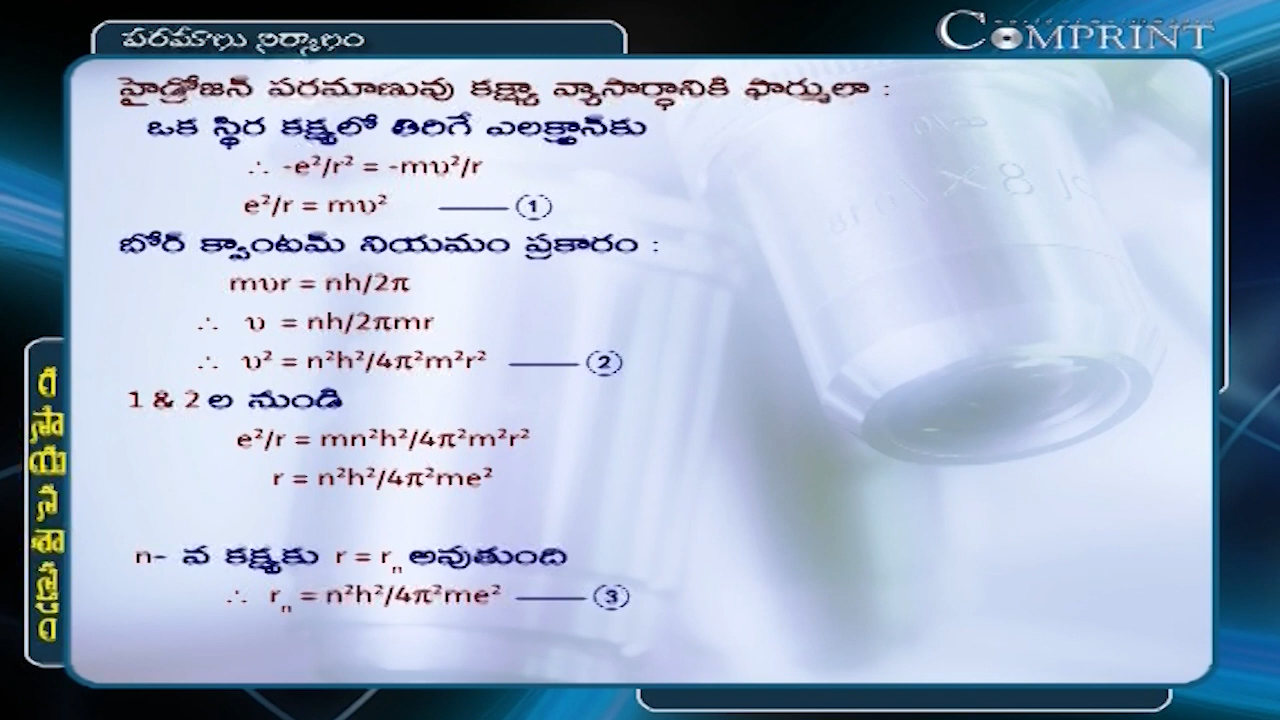 పరమాణు నిర్మాణం
COMPRINT
హైడ్రోజన్ పరమాణువు కక్ష్యా వ్యాసార్ధానికి ఫార్ములా :
ఒక స్థిర కక్ష్యలో తిరిగే ఎలక్ట్రాన్‌కు
∴ -e²/r² = -mυ²/r
e²/r = mυ² —— ①
బోర్ క్వాంటమ్ నియమం ప్రకారం :
mυr = nh/2π
∴ υ = nh/2πmr
∴ υ² = n²h²/4π²m²r² —— ②
1 & 2 ల నుండి
e²/r = mn²h²/4π²m²r²
r = n²h²/4π²me²
n- వ కక్ష్యకు r = rₙ అవుతుంది
∴ rₙ = n²h²/4π²me² —— ③
రసాయన శాస్త్రం